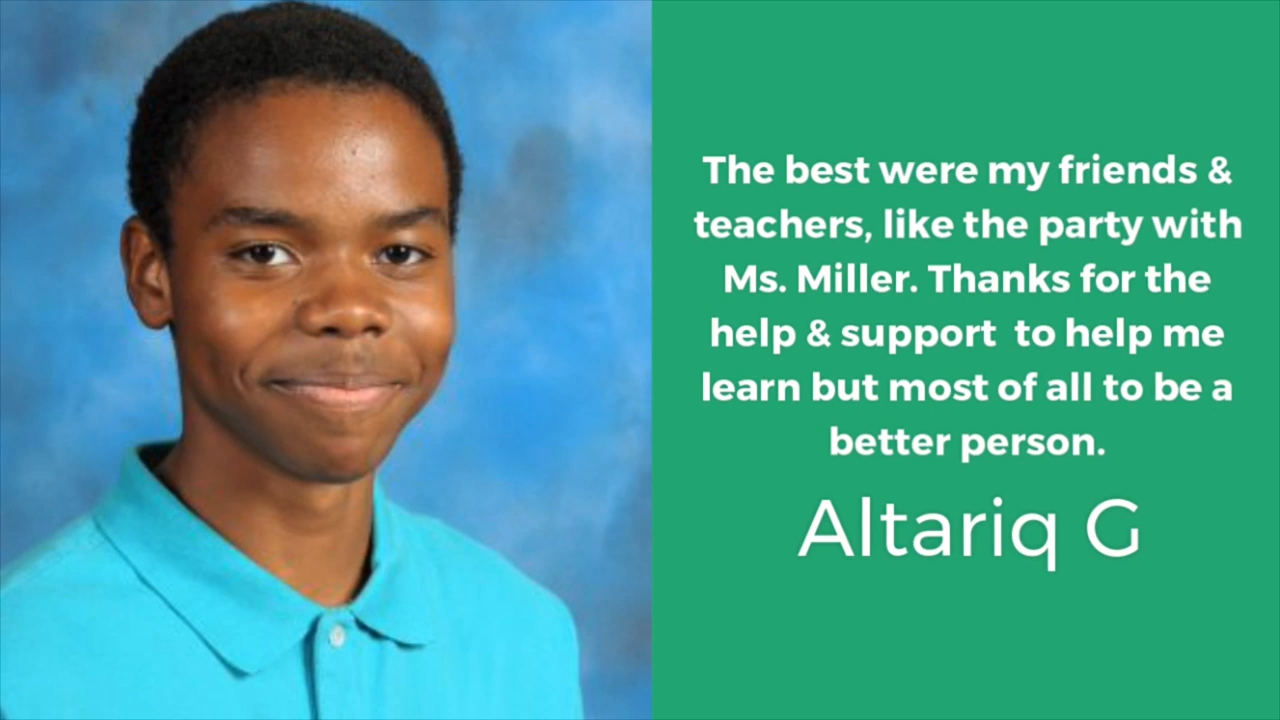 The best were my friends &
teachers, like the party with
Ms. Miller. Thanks for the
help & support  to help me
learn but most of all to be a
better person.
Altariq G